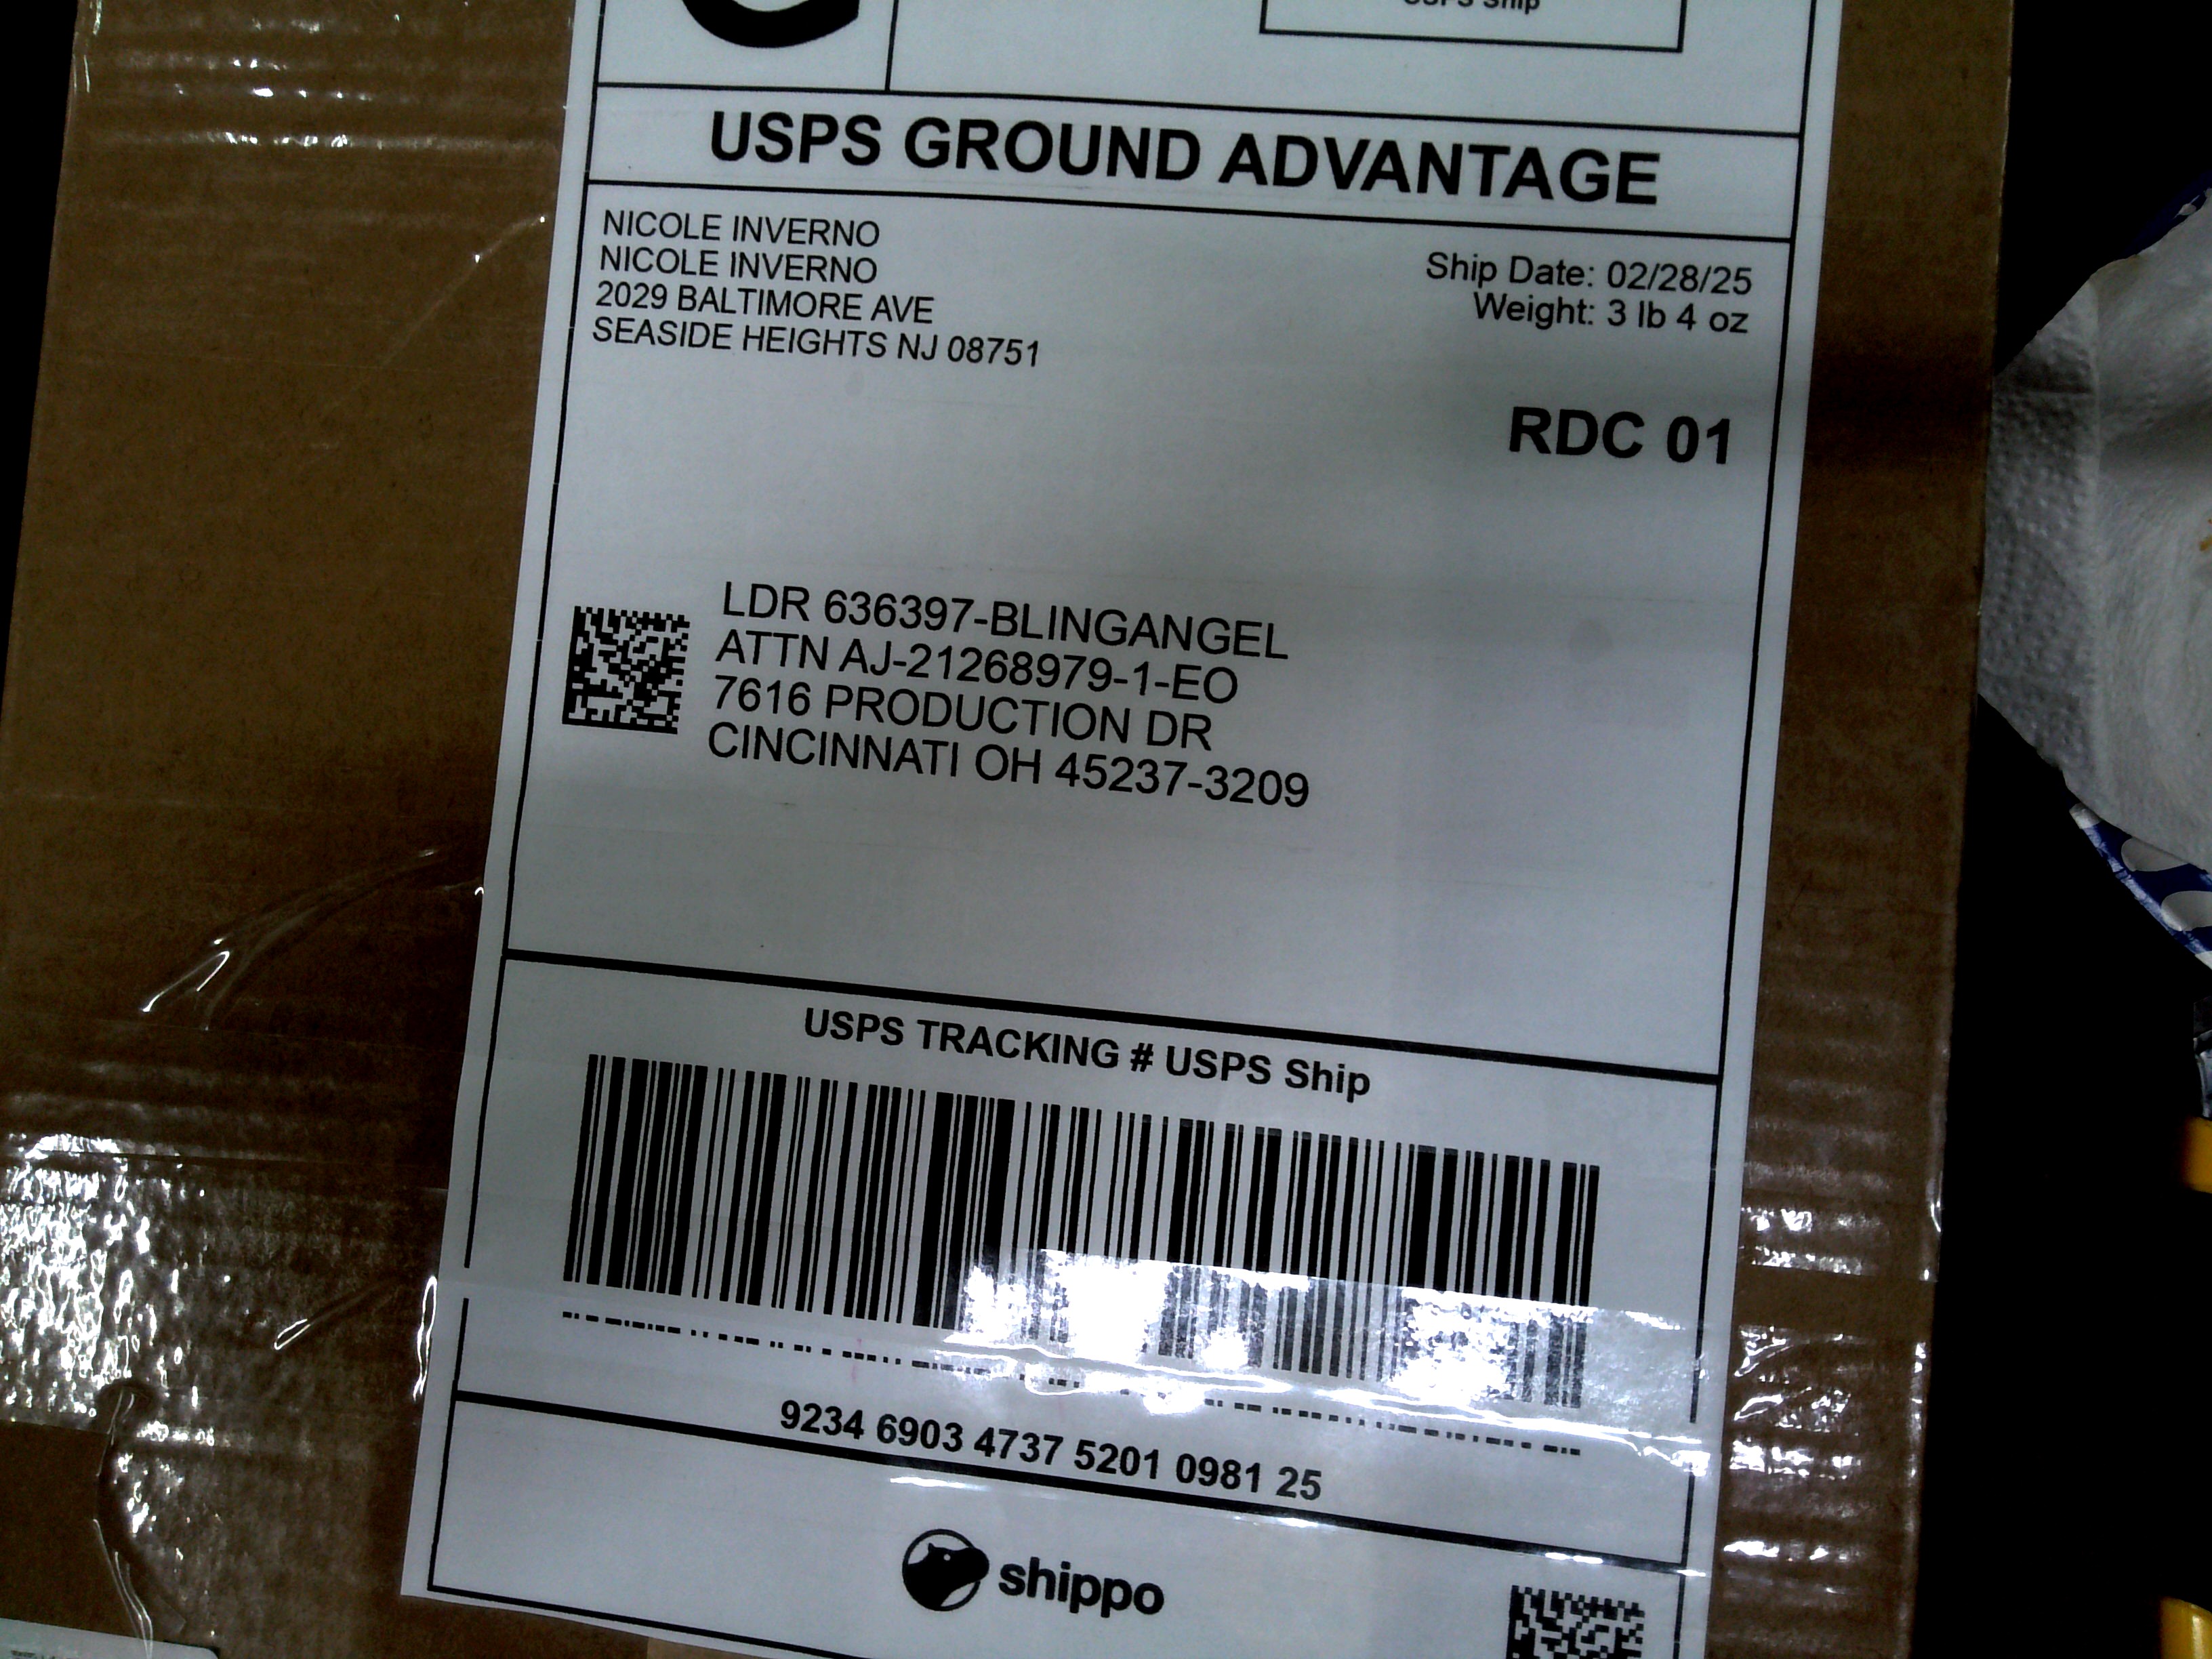 USPS Ship
USPS GROUND ADVANTAGE
NICOLE INVERNO
NICOLE INVERNO
2029 BALTIMORE AVE
SEASIDE HEIGHTS NJ 08751
Ship Date: 02/28/25
Weight: 3 lb 4 oz
RDC 01
LDR 636397-BLINGANGEL
ATTN AJ-21268979-1-EO
7616 PRODUCTION DR
CINCINNATI OH 45237-3209
USPS TRACKING # USPS Ship
9234 6903 4737 5201 0981 25
shippo